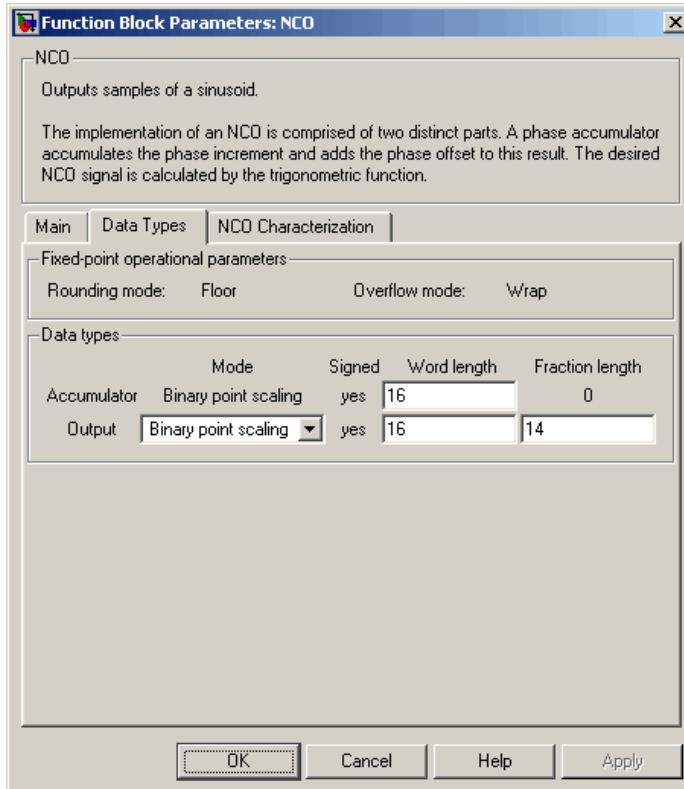 Function Block Parameters: NCO
NCO
Outputs samples of a sinusoid.
The implementation of an NCO is comprised of two distinct parts. A phase accumulator
accumulates the phase increment and adds the phase offset to this result. The desired
NCO signal is calculated by the trigonometric function.
Main Data Types NCO Characterization
Fixed-point operational parameters
Rounding mode: Floor Overflow mode: Wrap
Data types
Mode Signed Word length Fraction length
Accumulator Binary point scaling yes 16 0
Output Binary point scaling yes 16 14
OK Cancel Help Apply